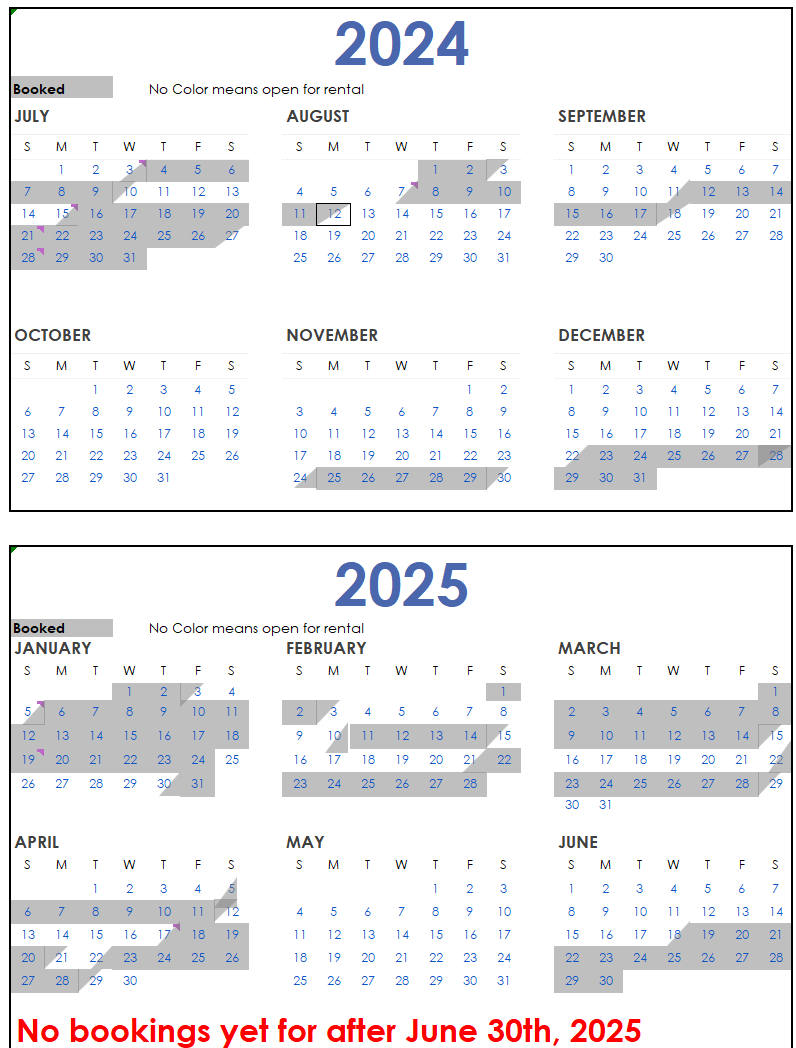 2024
Booked No Color means open for rental
JULY AUGUST SEPTEMBER
S M T W T F S S M T W T F S S M T W T F S
1 2 3 4 5 6 1 2 3 1 2 3 4 5 6 7
7 8 9 10 11 12 13 4 5 6 7 8 9 10 8 9 10 11 12 13 14
14 15 16 17 18 19 20 11 12 13 14 15 16 17 15 16 17 18 19 20 21
21 22 23 24 25 26 27 18 19 20 21 22 23 24 22 23 24 25 26 27 28
28 29 30 31 25 26 27 28 29 30 31 29 30
OCTOBER NOVEMBER DECEMBER
S M T W T F S S M T W T F S S M T W T F S
1 2 3 4 5 1 2 1 2 3 4 5 6 7
6 7 8 9 10 11 12 3 4 5 6 7 8 9 8 9 10 11 12 13 14
13 14 15 16 17 18 19 10 11 12 13 14 15 16 15 16 17 18 19 20 21
20 21 22 23 24 25 26 17 18 19 20 21 22 23 22 23 24 25 26 27 28
27 28 29 30 31 24 25 26 27 28 29 30 29 30 31
2025
Booked No Color means open for rental
JANUARY FEBRUARY MARCH
S M T W T F S S M T W T F S S M T W T F S
1 2 3 4 1 1
5 6 7 8 9 10 11 2 3 4 5 6 7 8 2 3 4 5 6 7 8
12 13 14 15 16 17 18 9 10 11 12 13 14 15 9 10 11 12 13 14 15
19 20 21 22 23 24 25 16 17 18 19 20 21 22 16 17 18 19 20 21 22
26 27 28 29 30 31 23 24 25 26 27 28 23 24 25 26 27 28 29
30 31
APRIL MAY JUNE
S M T W T F S S M T W T F S S M T W T F S
1 2 3 4 5 1 2 3 1 2 3 4 5 6 7
6 7 8 9 10 11 12 4 5 6 7 8 9 10 8 9 10 11 12 13 14
13 14 15 16 17 18 19 11 12 13 14 15 16 17 15 16 17 18 19 20 21
20 21 22 23 24 25 26 18 19 20 21 22 23 24 22 23 24 25 26 27 28
27 28 29 30 25 26 27 28 29 30 31 29 30
No bookings yet for after June 30th, 2025